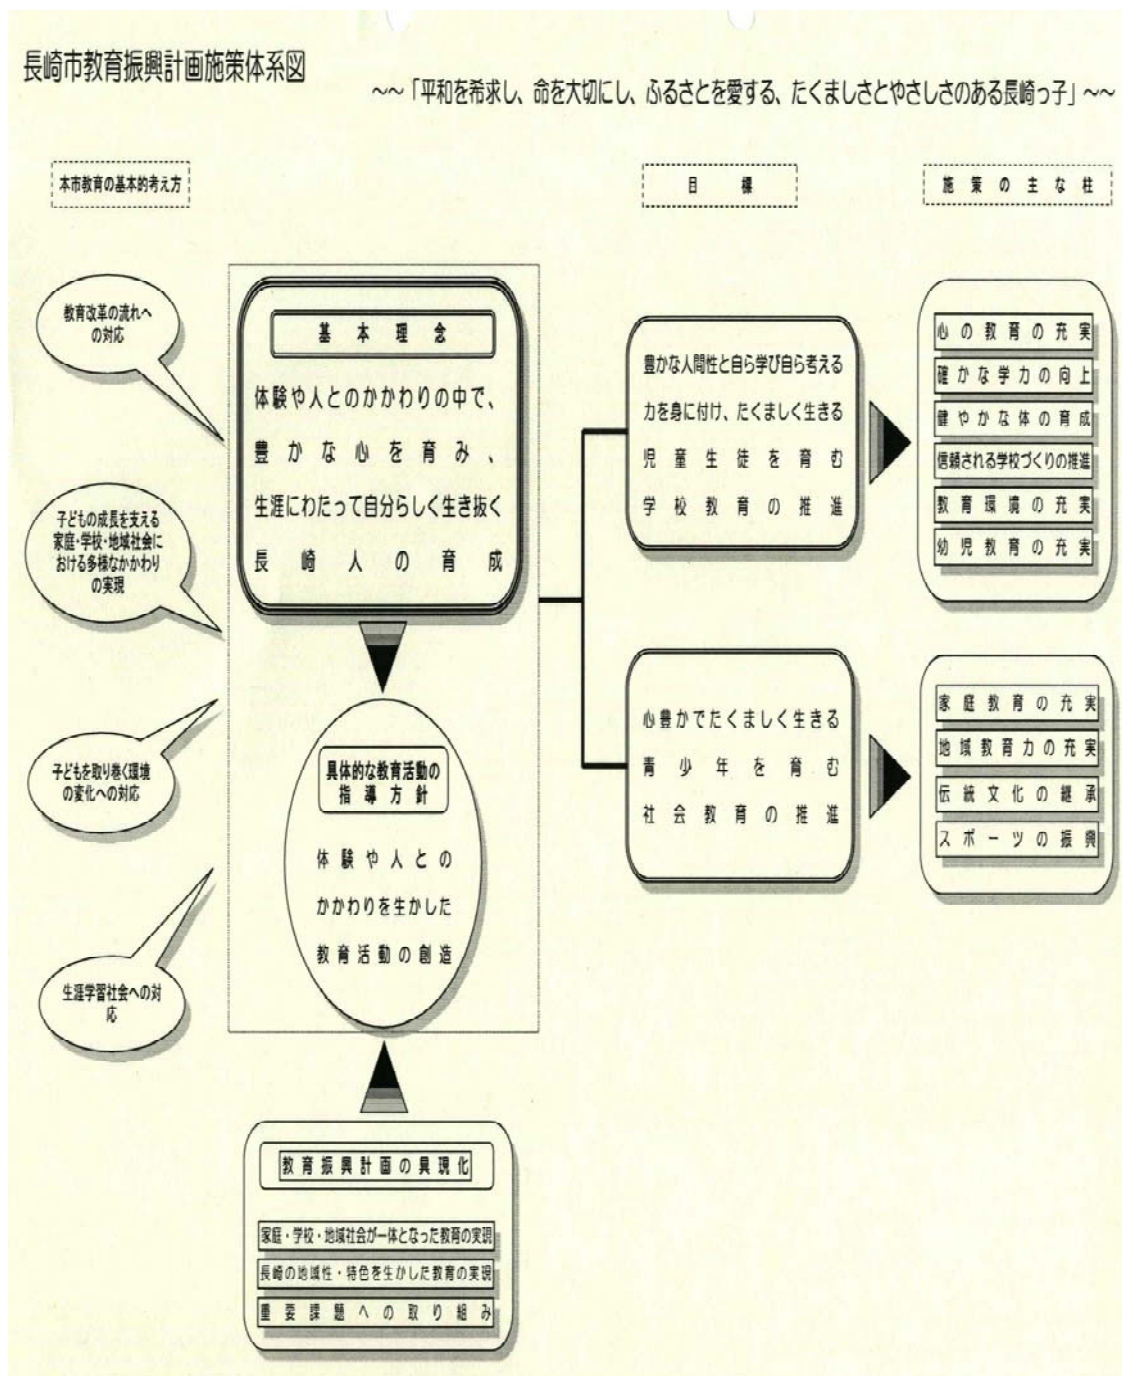 長崎市教育振興計画施策体系図
~~「平和を希求し、命を大切にし、ふるさとを愛する、たくましさとやさしさのある長崎っ子」~~
本市教育の基本的考え方
目標
施策の主な柱
教育改革の流れへ
の対応
子どもの成長を支える
家庭・学校・地域社会に
おける多様なかかわり
の実現
子どもを取り巻く環境
の変化への対応
生涯学習社会への対
応
基本理念
体験や人とのかかわりの中で、
豊かな心を育み、
生涯にわたって自分らしく生き抜く
長崎人の育成
具体的な教育活動の
指導方針
体験や人との
かかわりを生かした
教育活動の創造
教育振興計画の具現化
家庭・学校・地域社会が一体となった教育の実現
長崎の地域性・特色を生かした教育の実現
重要課題への取り組み
豊かな人間性と自ら学び自ら考える
力を身に付け、たくましく生きる
児童生徒を育む
学校教育の推進
心豊かでたくましく生きる
青少年を育む
社会教育の推進
心の教育の充実
確かな学力の向上
健やかな体の育成
信頼される学校づくりの推進
教育環境の充実
幼児教育の充実
家庭教育の充実
地域教育力の充実
伝統文化の継承
スポーツの振興